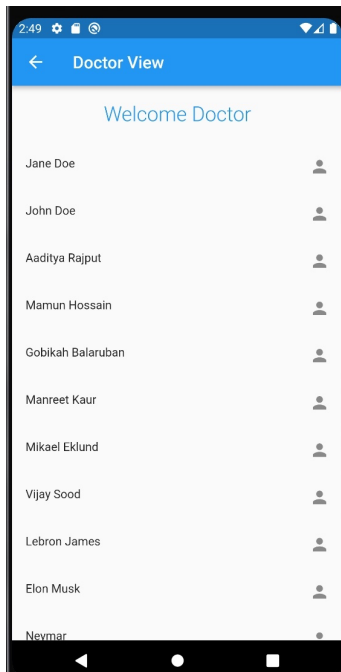 2:49
Doctor View
Welcome Doctor
Jane Doe
John Doe
Aaditya Rajput
Mamun Hossain
Gobikah Balaruban
Manreet Kaur
Mikael Eklund
Vijay Sood
Lebron James
Elon Musk
Neymar